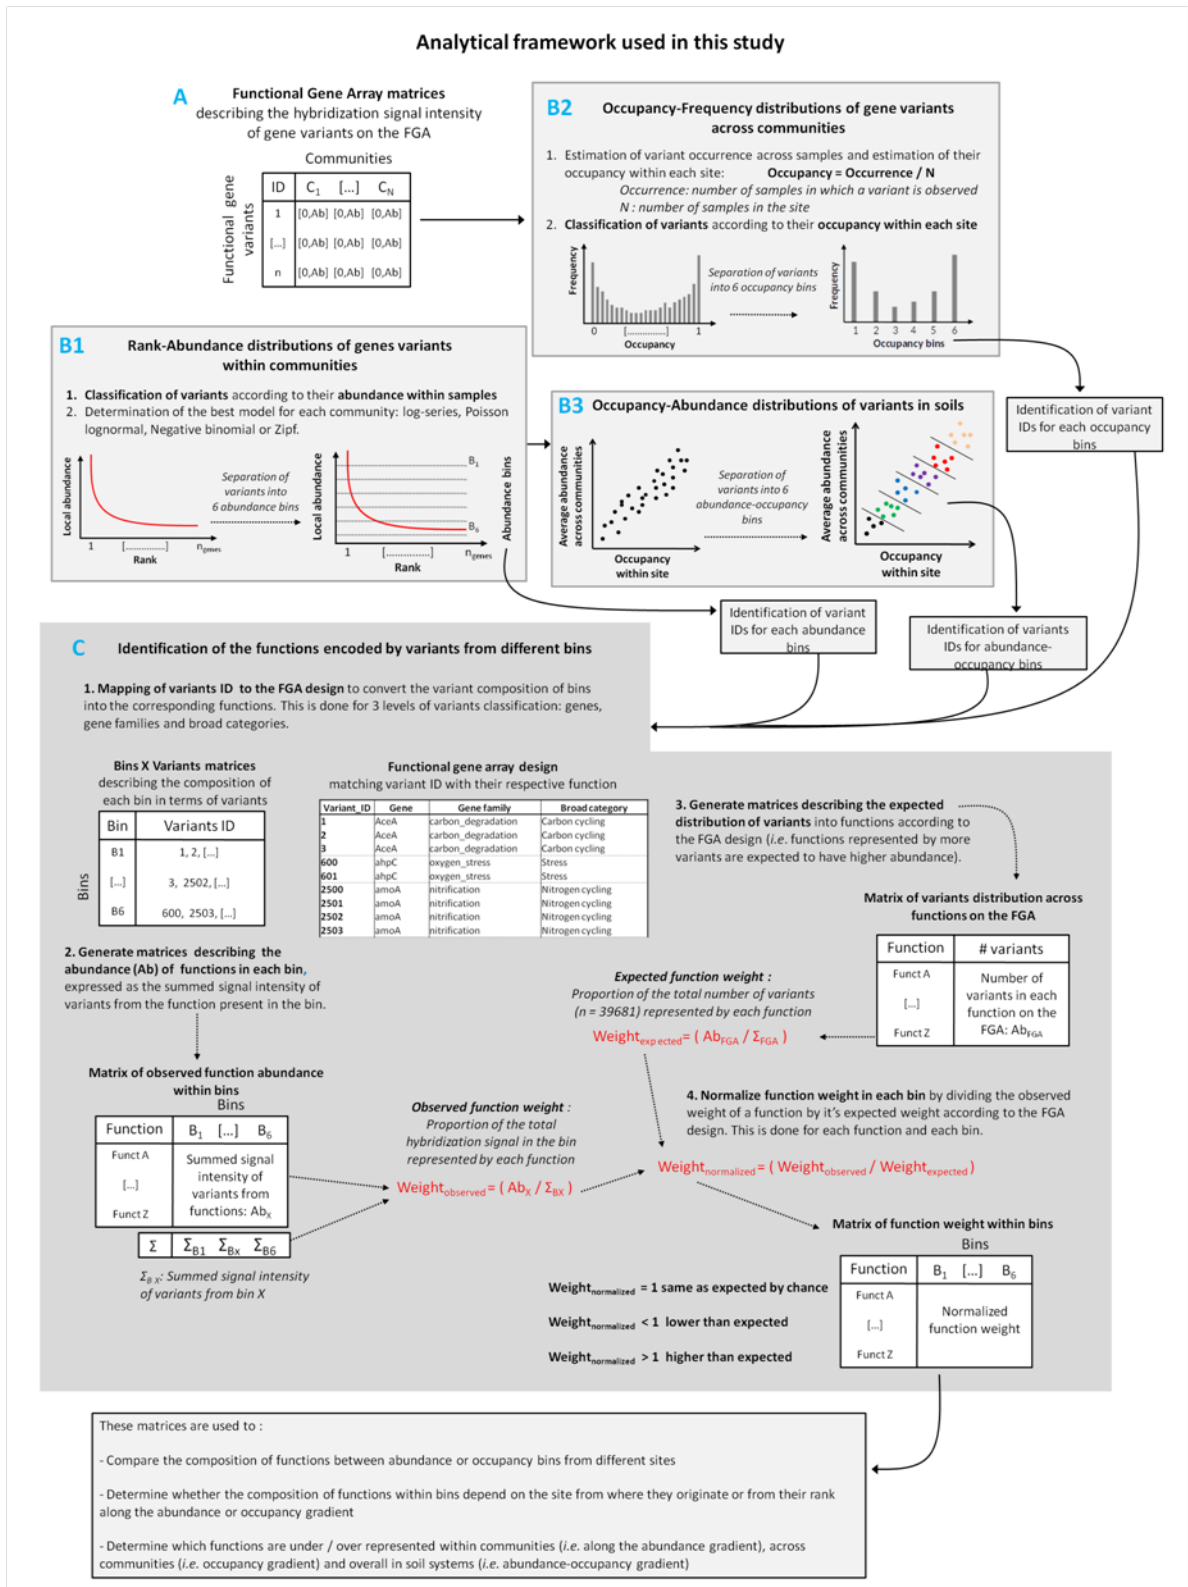 Analytical framework used in this study
A
Functional Gene Array matrices
describing the hybridization signal intensity
of gene variants on the FGA
Communities
Functional gene
variants
ID C1 [...] CN
1 [0,Ab] [0,Ab] [0,Ab]
[...] [0,Ab] [0,Ab] [0,Ab]
n [0,Ab] [0,Ab] [0,Ab]
B2
Occupancy-Frequency distributions of gene variants
across communities
1. Estimation of variant occurrence across samples and estimation of their
occupancy within each site: Occupancy = Occurrence / N
Occurrence: number of samples in which a variant is observed
N : number of samples in the site
2. Classification of variants according to their occupancy within each site
Frequency
0 [..............] 1
Occupancy
Separation of variants
into 6 occupancy bins
Frequency
1 2 3 4 5 6
Occupancy bins
B1
Rank-Abundance distributions of genes variants
within communities
1. Classification of variants according to their abundance within samples
2. Determination of the best model for each community: log-series, Poisson
lognormal, Negative binomial or Zipf.
Local abundance
1 [..............] ngenes
Rank
Separation of
variants into
6 abundance bins
Local abundance
B1
B6
1 [..............] ngenes
Rank
Abundance bins
B3
Occupancy-Abundance distributions of variants in soils
Average abundance
across communities
Occupancy
within site
Separation of
variants into 6
abundance-occupancy
bins
Average abundance
across communities
Occupancy
within site
Identification of variant
IDs for each occupancy
bins
Identification of variant
IDs for each abundance
bins
Identification of variants
IDs for abundance-
occupancy bins
C
Identification of the functions encoded by variants from different bins
1. Mapping of variants ID to the FGA design to convert the variant composition of bins
into the corresponding functions. This is done for 3 levels of variants classification: genes,
gene families and broad categories.
Bins X Variants matrices
describing the composition of
each bin in terms of variants
Bins
Bin Variants ID
B1 1, 2, [...]
[...] 3, 2502, [...]
B6 600, 2503, [...]
Functional gene array design
matching variant ID with their respective function
Variant_ID Gene Gene family Broad category
1 AceA carbon_degradation Carbon cycling
2 AceA carbon_degradation Carbon cycling
3 AceA carbon_degradation Carbon cycling
600 ahpC oxygen_stress Stress
601 ahpC oxygen_stress Stress
2500 amoA nitrification Nitrogen cycling
2501 amoA nitrification Nitrogen cycling
2502 amoA nitrification Nitrogen cycling
2503 amoA nitrification Nitrogen cycling
3. Generate matrices describing the expected
distribution of variants into functions according to
the FGA design (i.e. functions represented by more
variants are expected to have higher abundance).
Matrix of variants distribution across
functions on the FGA
Function # variants
Funct A
[...]
Funct Z
Number of
variants in each
function on the
FGA: AbFGA
2. Generate matrices describing the
abundance (Ab) of functions in each bin,
expressed as the summed signal intensity of
variants from the function present in the bin.
Expected function weight :
Proportion of the total number of variants
(n = 39681) represented by each function
Weightexpected= ( AbFGA / ΣFGA )
Matrix of observed function abundance
within bins
Bins
Function B1 [...] B6
Funct A
[...]
Funct Z
Summed signal
intensity of
variants from
functions: AbX
Σ ΣB1 ΣBx ΣB6
ΣB X: Summed signal intensity
of variants from bin X
Observed function weight :
Proportion of the total
hybridization signal in the bin
represented by each function
Weightobserved= ( AbX / ΣBX )
4. Normalize function weight in each bin by dividing the observed
weight of a function by it's expected weight according to the FGA
design. This is done for each function and each bin.
Weightnormalized= ( Weightobserved / Weightexpected )
Matrix of function weight within bins
Bins
Function B1 [...] B6
Funct A
[...]
Funct Z
Normalized
function weight
Weightnormalized = 1 same as expected by chance
Weightnormalized < 1 lower than expected
Weightnormalized > 1 higher than expected
These matrices are used to :
- Compare the composition of functions between abundance or occupancy bins from different sites
- Determine whether the composition of functions within bins depend on the site from where they originate or from their rank
along the abundance or occupancy gradient
- Determine which functions are under / over represented within communities (i.e. along the abundance gradient), across
communities (i.e. occupancy gradient) and overall in soil systems (i.e. abundance-occupancy gradient)